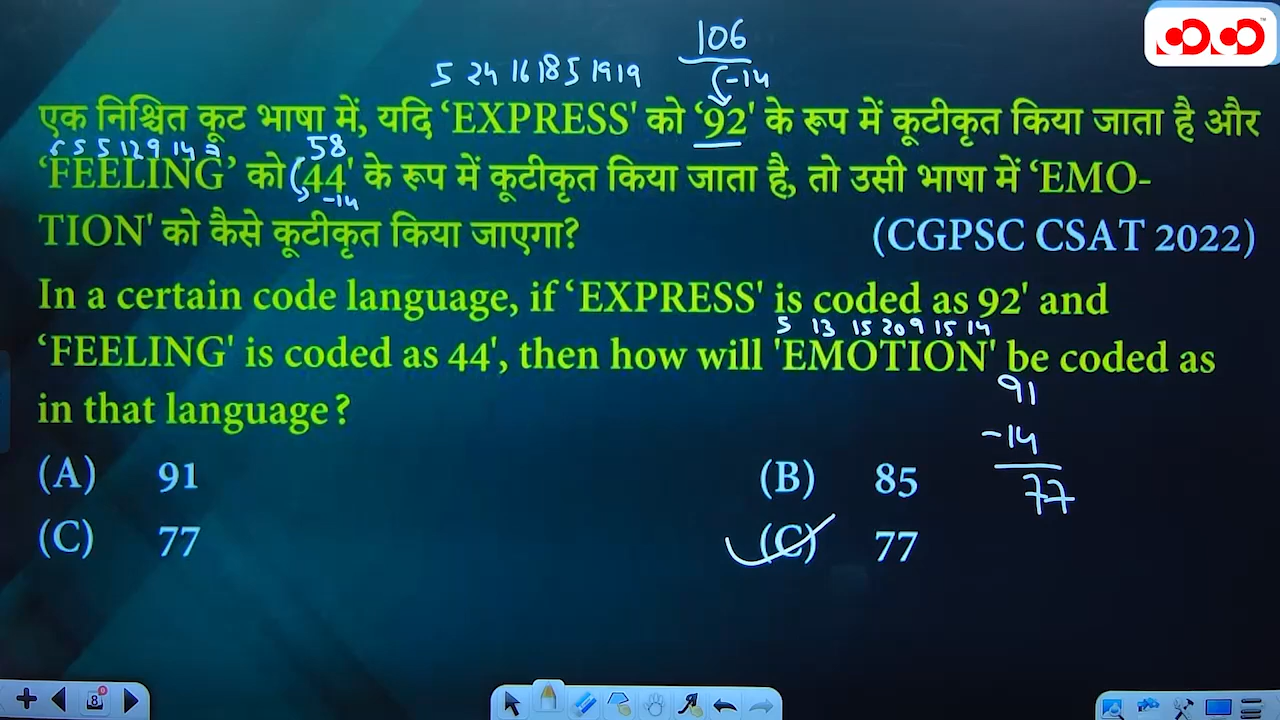 106
5 24 16 18 5 19 19
-14
एक निश्चित कूट भाषा में, यदि ‘EXPRESS' को ‘92' के रूप में कूटीकृत किया जाता है और
5 5 12 9 14
58
‘FEELING’ को ‘44' के रूप में कूटीकृत किया जाता है, तो उसी भाषा में ‘EMO-
-14
TION' को कैसे कूटीकृत किया जाएगा? (CGPSC CSAT 2022)
In a certain code language, if ‘EXPRESS' is coded as 92' and
5 13 15 20 9 15 14
‘FEELING' is coded as 44', then how will 'EMOTION' be coded as
91
in that language?
-14
(A) 91
(B) 85
77
(C) 77
(C) 77
8